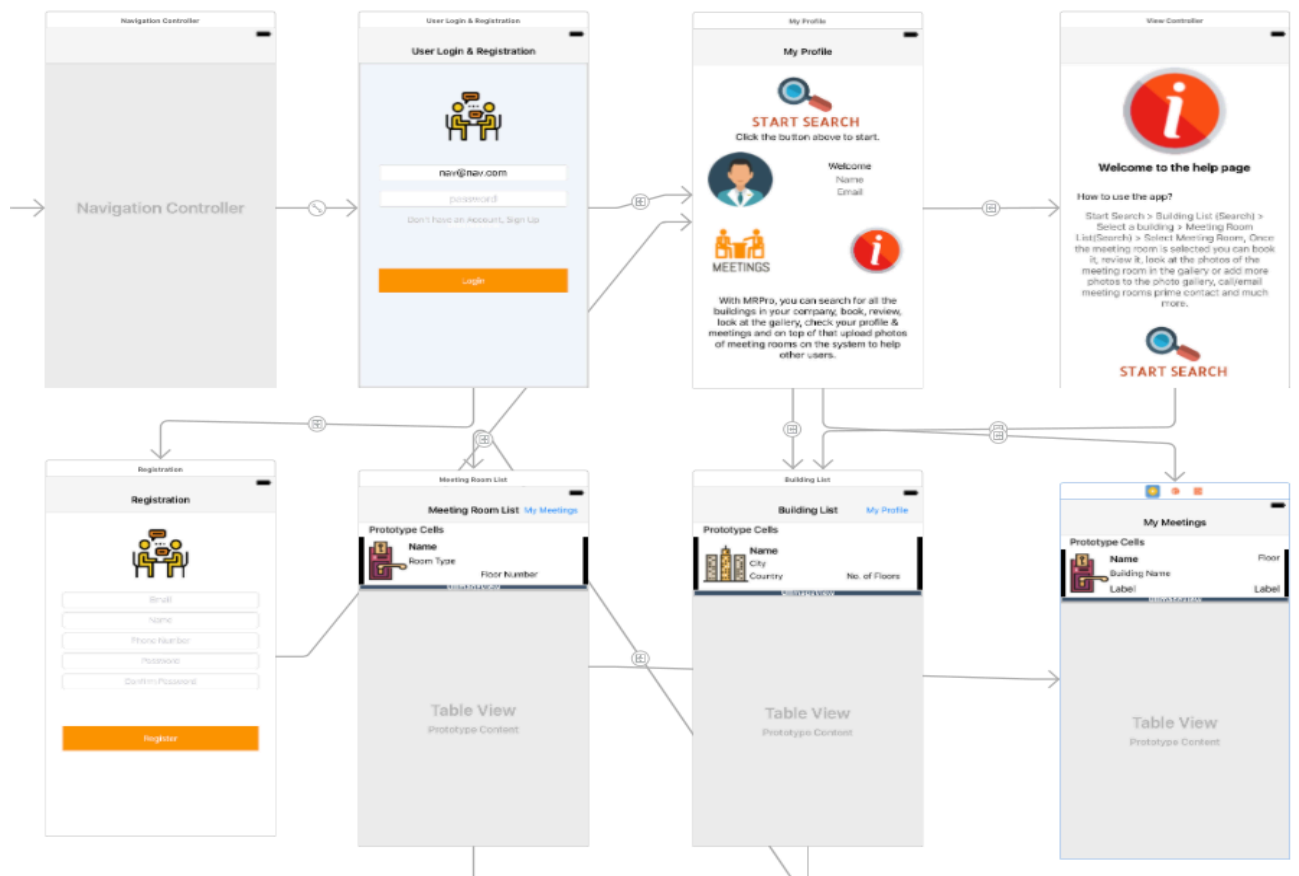 Navigation Controller
Navigation Controller
User Login & Registration
User Login & Registration
nav@nav.com
password
Don't have an Account, Sign Up
Login
My Profile
My Profile
START SEARCH
Click the button above to start.
Welcome
Name
Email
MEETINGS
With MRPro, you can search for all the
buildings in your company, book, review,
look at the gallery, check your profile &
meetings and on top of that upload photos
of meeting rooms on the system to help
other users.
View Controller
Welcome to the help page
How to use the app?
Start Search > Building List (Search) >
Select a building > Meeting Room
List(Search) > Select Meeting Room, Once
the meeting room is selected you can book
it, review it, look at the photos of the
meeting room in the gallery or add more
photos to the photo gallery, call/email
meeting rooms prime contact and much
more.
START SEARCH
Registration
Registration
Email
Name
Phone Number
Password
Confirm Password
Register
Meeting Room List
Meeting Room List My Meetings
Prototype Cells
Name
Room Type
Floor Number
Table View
Prototype Content
Building List
Building List My Profile
Prototype Cells
Name
City
Country No. of Floors
Table View
Prototype Content
My Meetings
Prototype Cells
Name Floor
Building Name
Label Label
Table View
Prototype Content